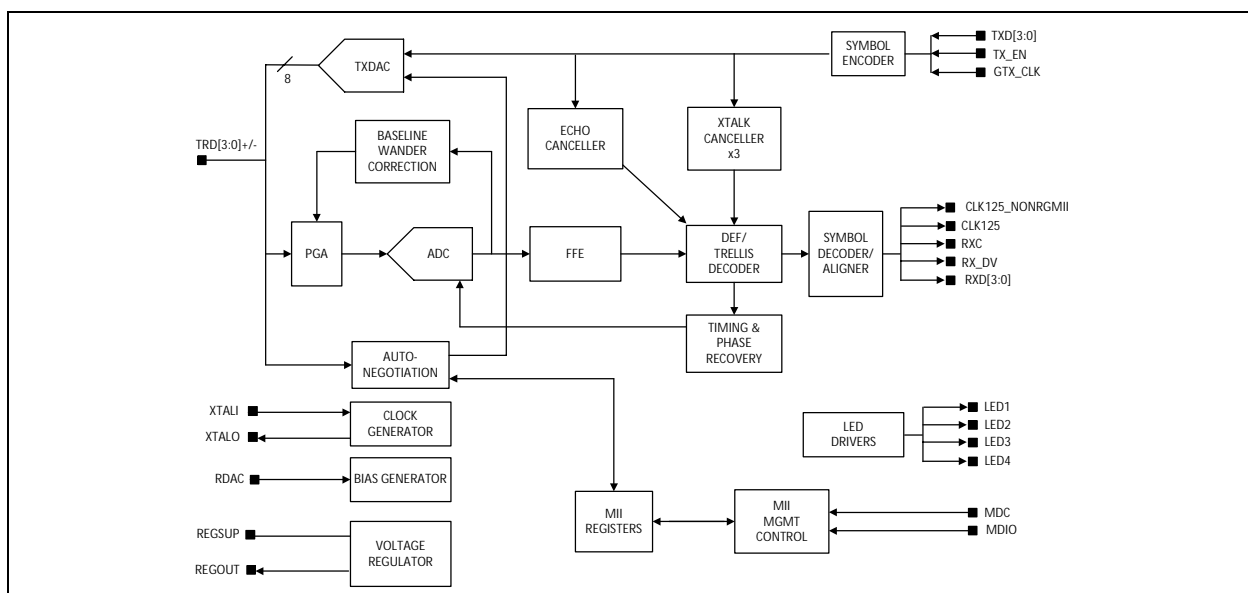 TXDAC
8
SYMBOL
ENCODER
TXD[3:0]
TX_EN
GTX_CLK
TRD[3:0]+/-
BASELINE
WANDER
CORRECTION
ECHO
CANCELLER
XTALK
CANCELLER
x3
PGA
ADC
FFE
DEF/
TRELLIS
DECODER
SYMBOL
DECODER/
ALIGNER
CLK125_NONRGMII
CLK125
RXC
RX_DV
RXD[3:0]
TIMING &
PHASE
RECOVERY
AUTO-
NEGOTIATION
XTALI
XTALO
CLOCK
GENERATOR
LED
DRIVERS
LED1
LED2
LED3
LED4
RDAC
BIAS GENERATOR
REGSUP
REGOUT
VOLTAGE
REGULATOR
MII
REGISTERS
MII
MGMT
CONTROL
MDC
MDIO